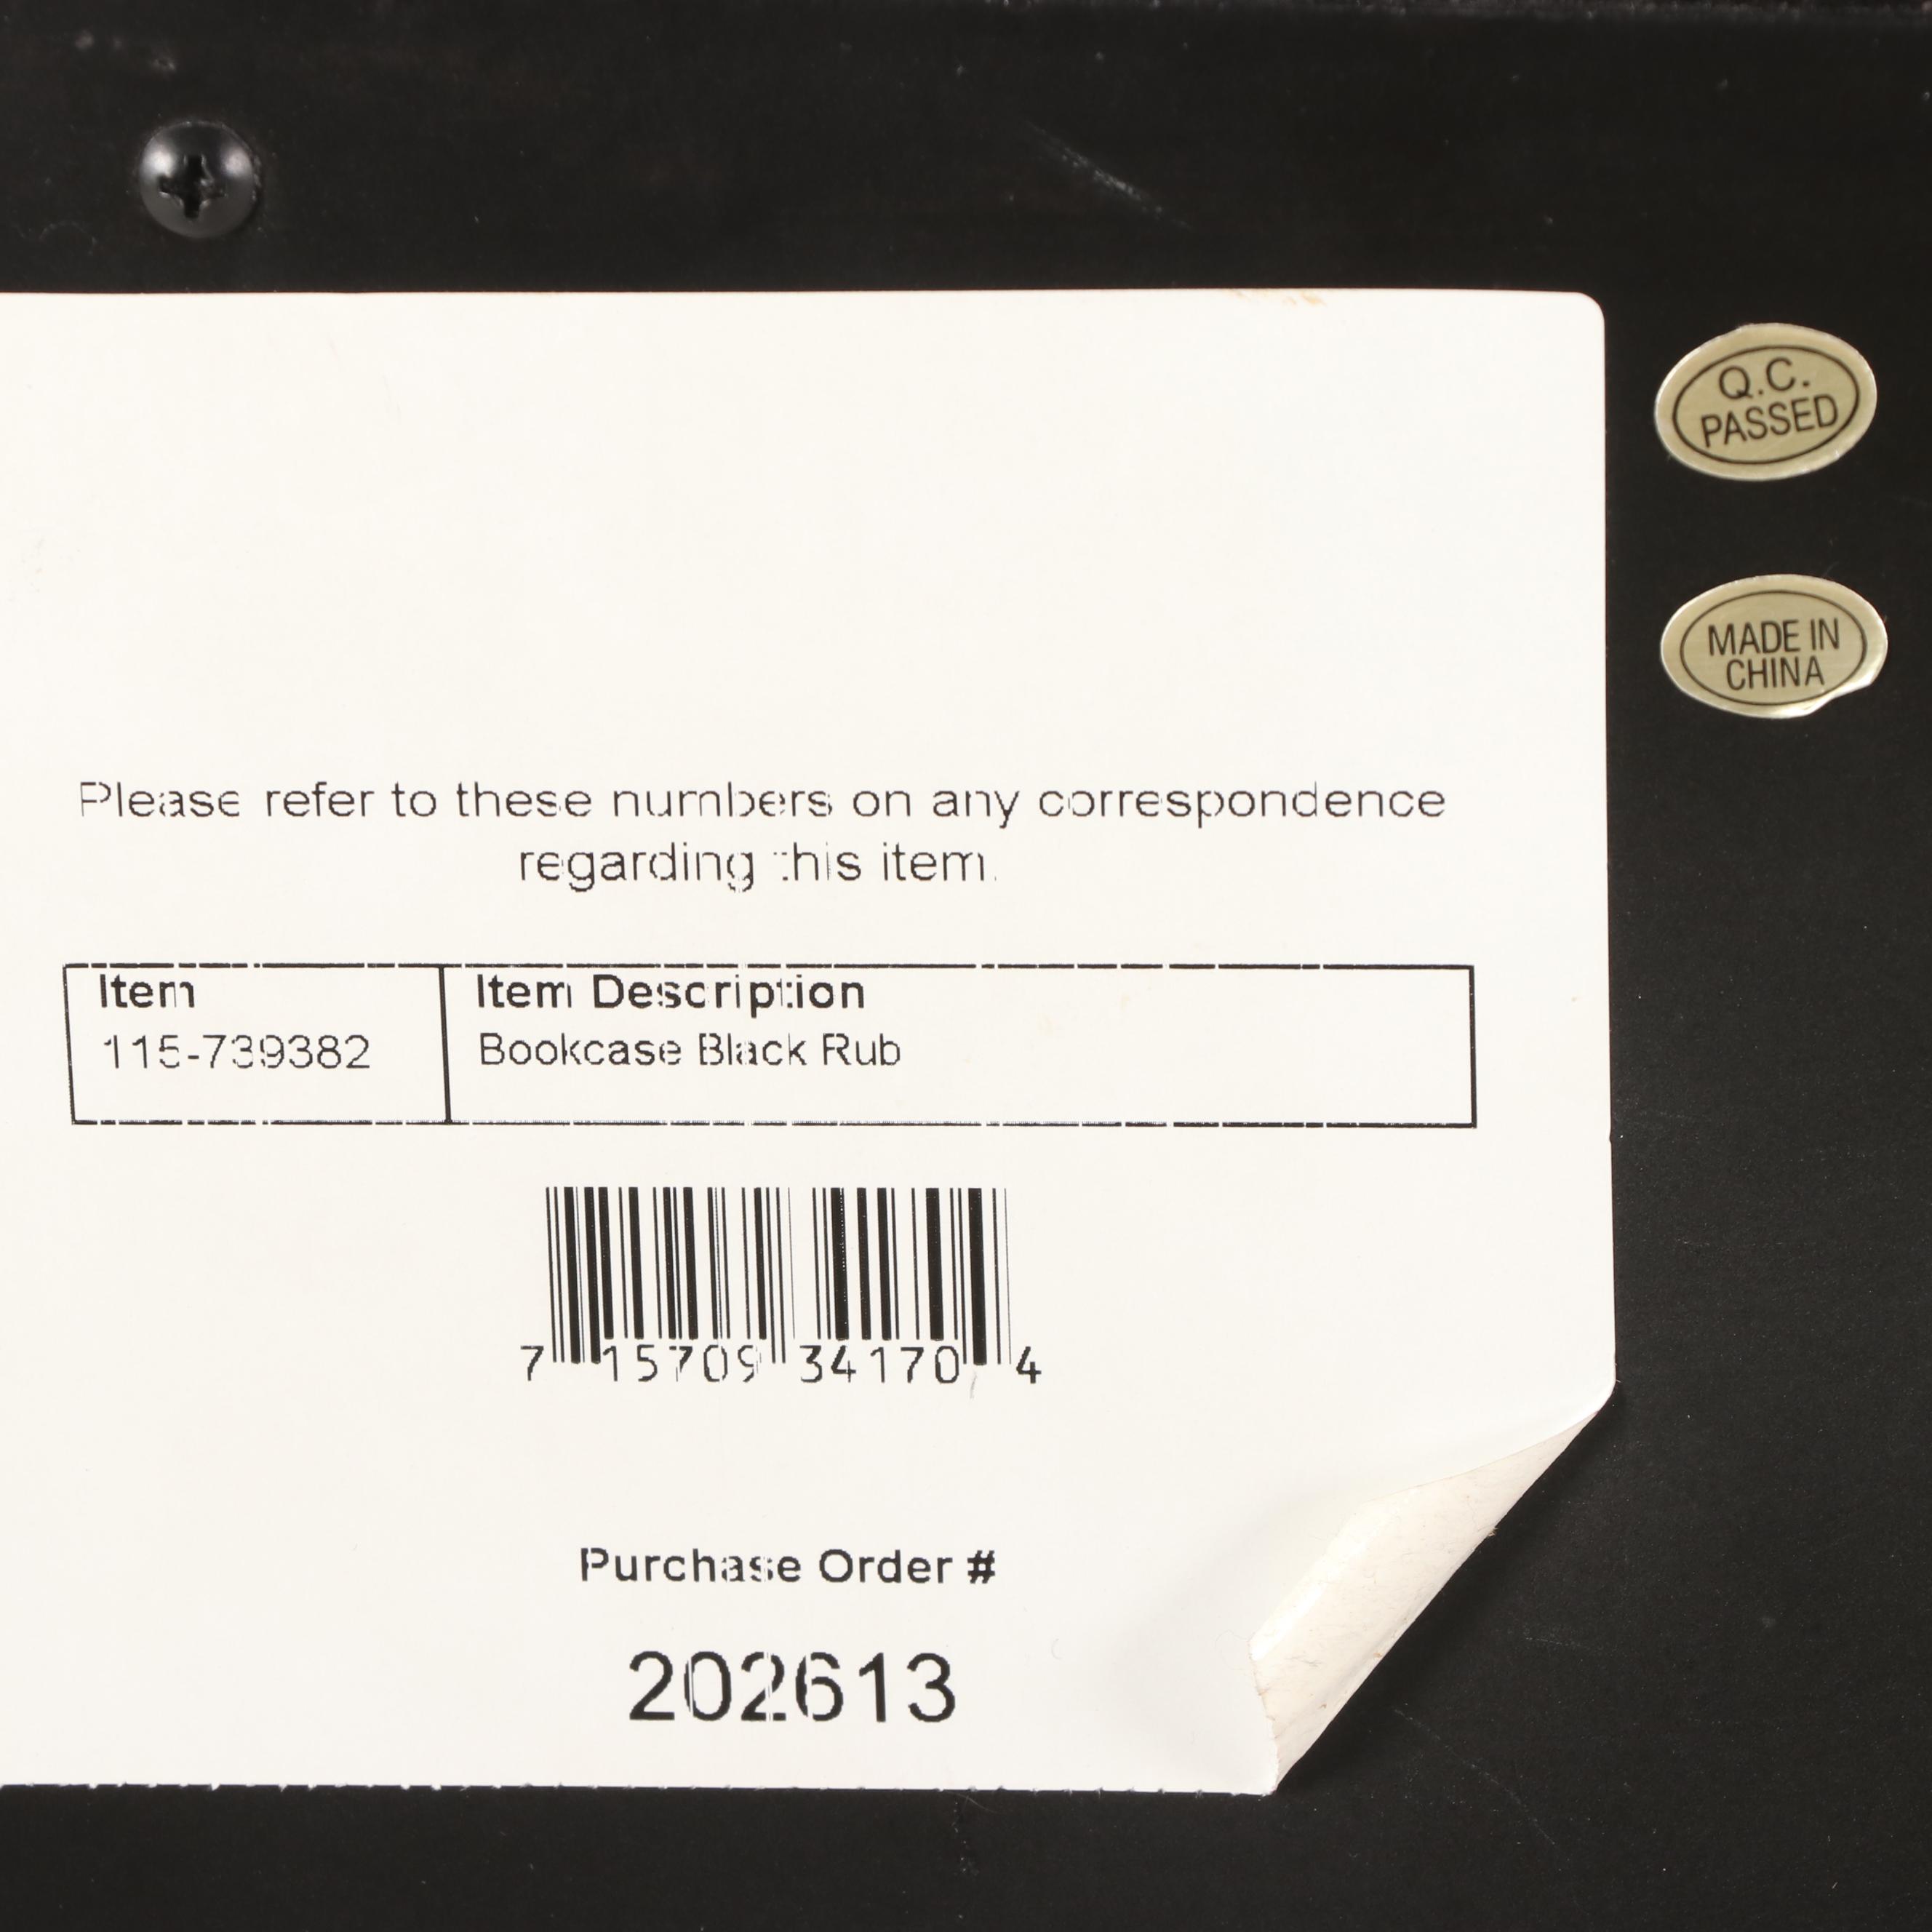 Q.C.
PASSED
MADE IN
CHINA
Please refer to these numbers on any correspondence
regarding this item.
Item
Item Description
115-739382
Bookcase Black Rub
7 15709 34170 4
Purchase Order #
202613